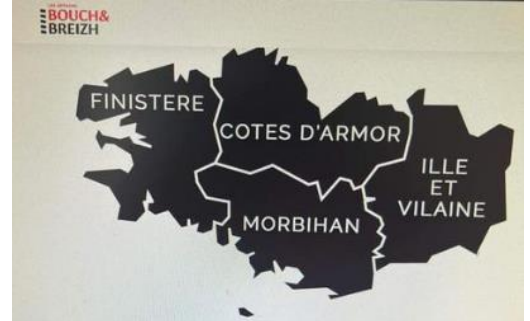 BOUCH&
BREIZH
FINISTERE
COTES D'ARMOR
ILLE
ET
VILAINE
MORBIHAN